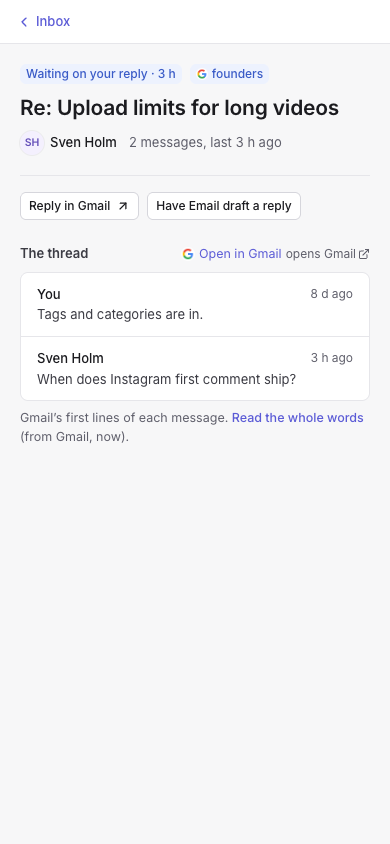 Inbox
Waiting on your reply · 3 h
founders
Re: Upload limits for long videos
SH Sven Holm 2 messages, last 3 h ago
Reply in Gmail
Have Email draft a reply
The thread
Open in Gmail opens Gmail
You 8 d ago
Tags and categories are in.
Sven Holm 3 h ago
When does Instagram first comment ship?
Gmail’s first lines of each message. Read the whole words
(from Gmail, now).